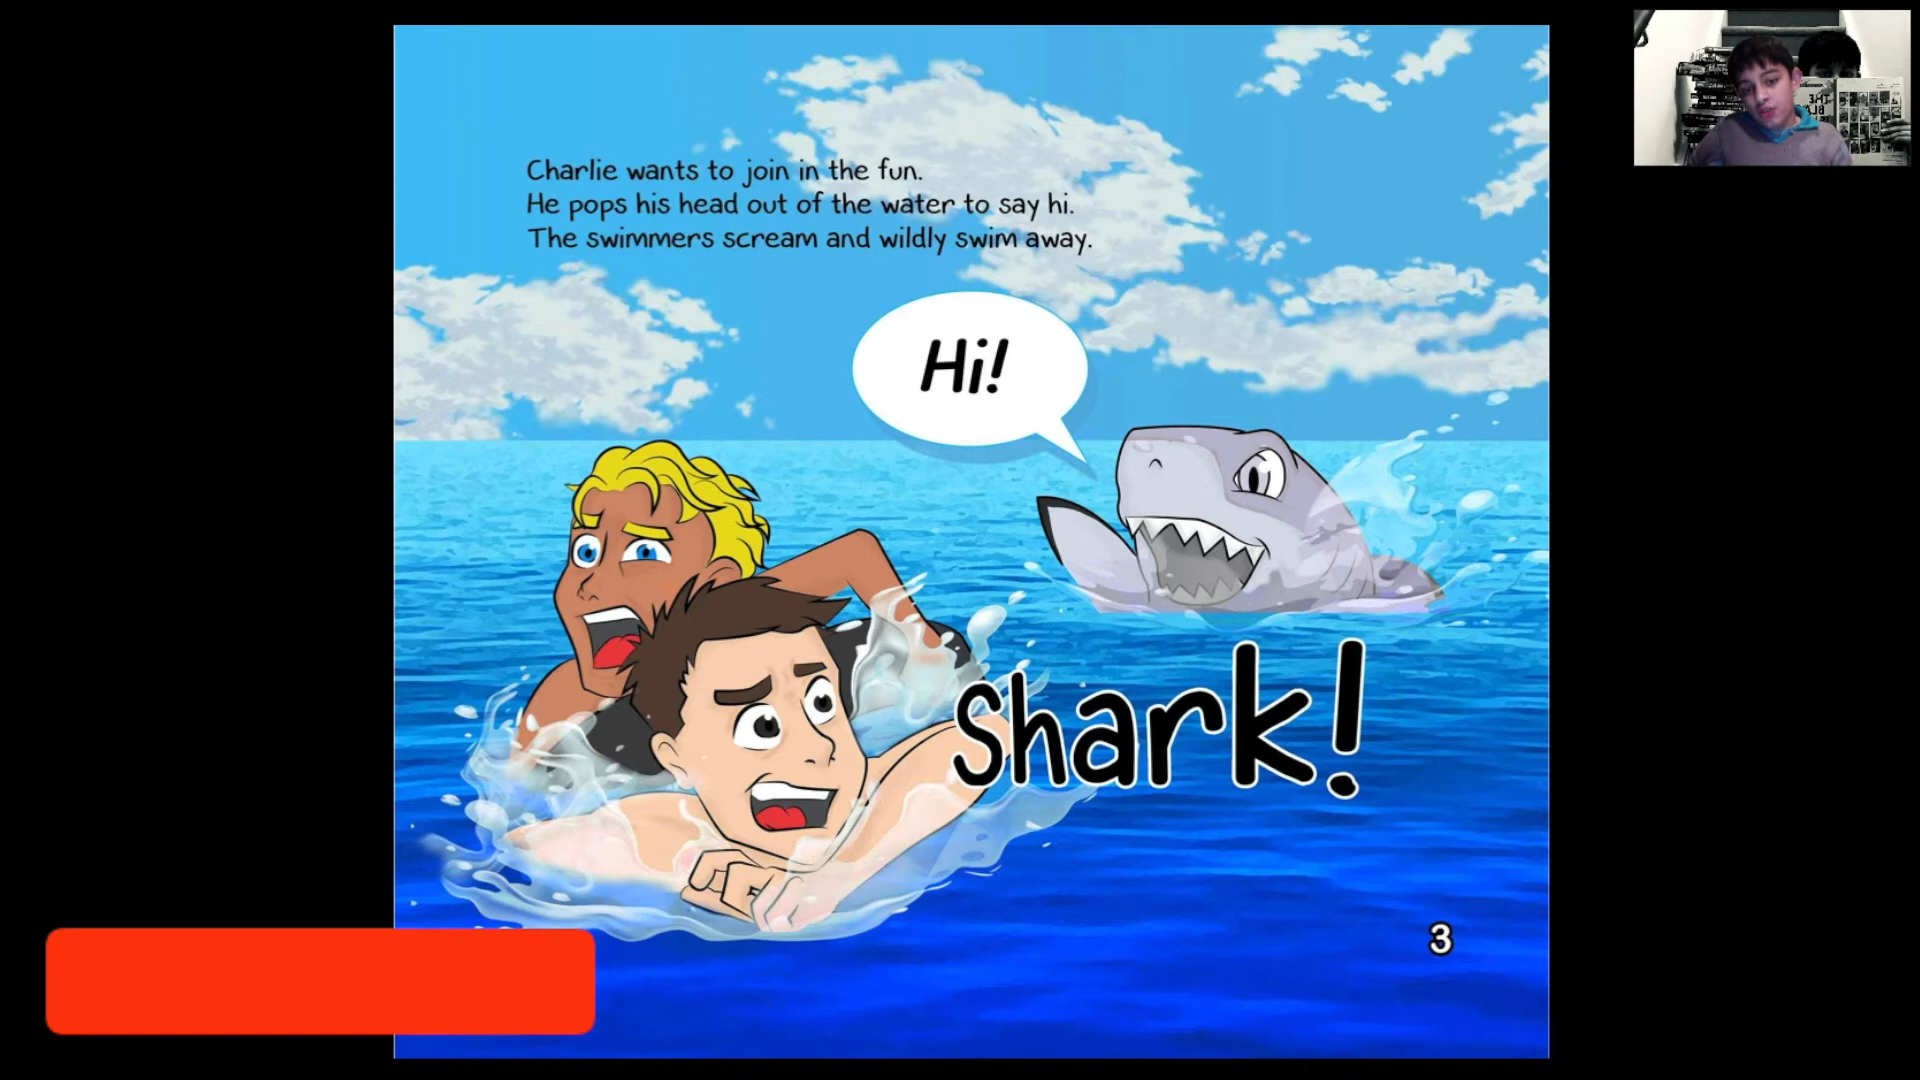 Charlie wants to join in the fun.
He pops his head out of the water to say hi.
The swimmers scream and wildly swim away.
Hi!
Shark!
3